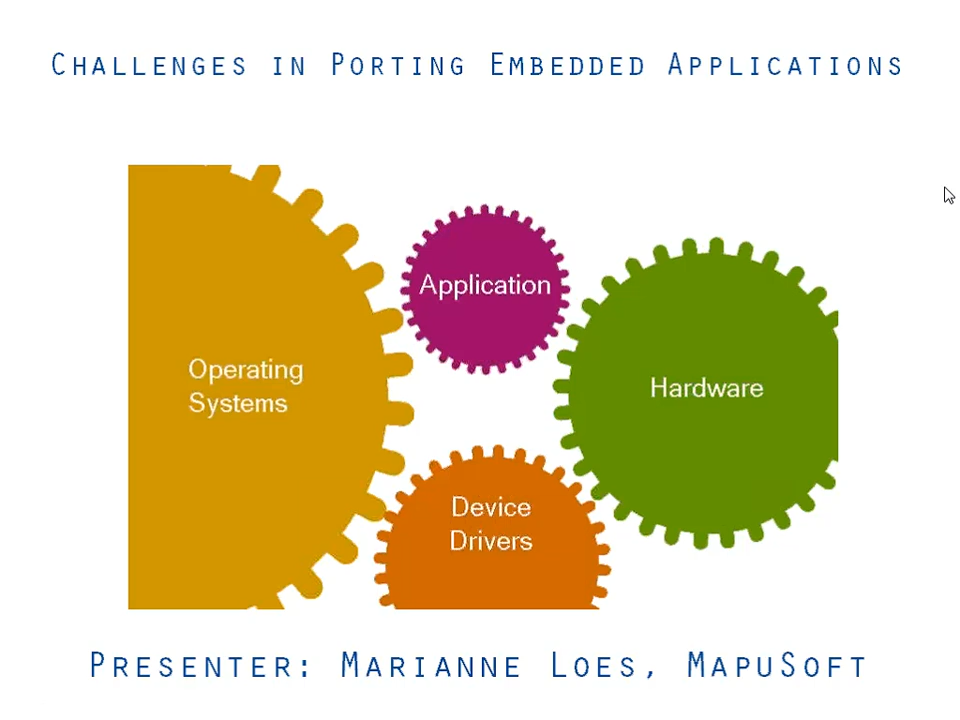 Challenges in Porting Embedded Applications
Application
Operating
Systems
Hardware
Device
Drivers
Presenter: Marianne Loes, MapuSoft